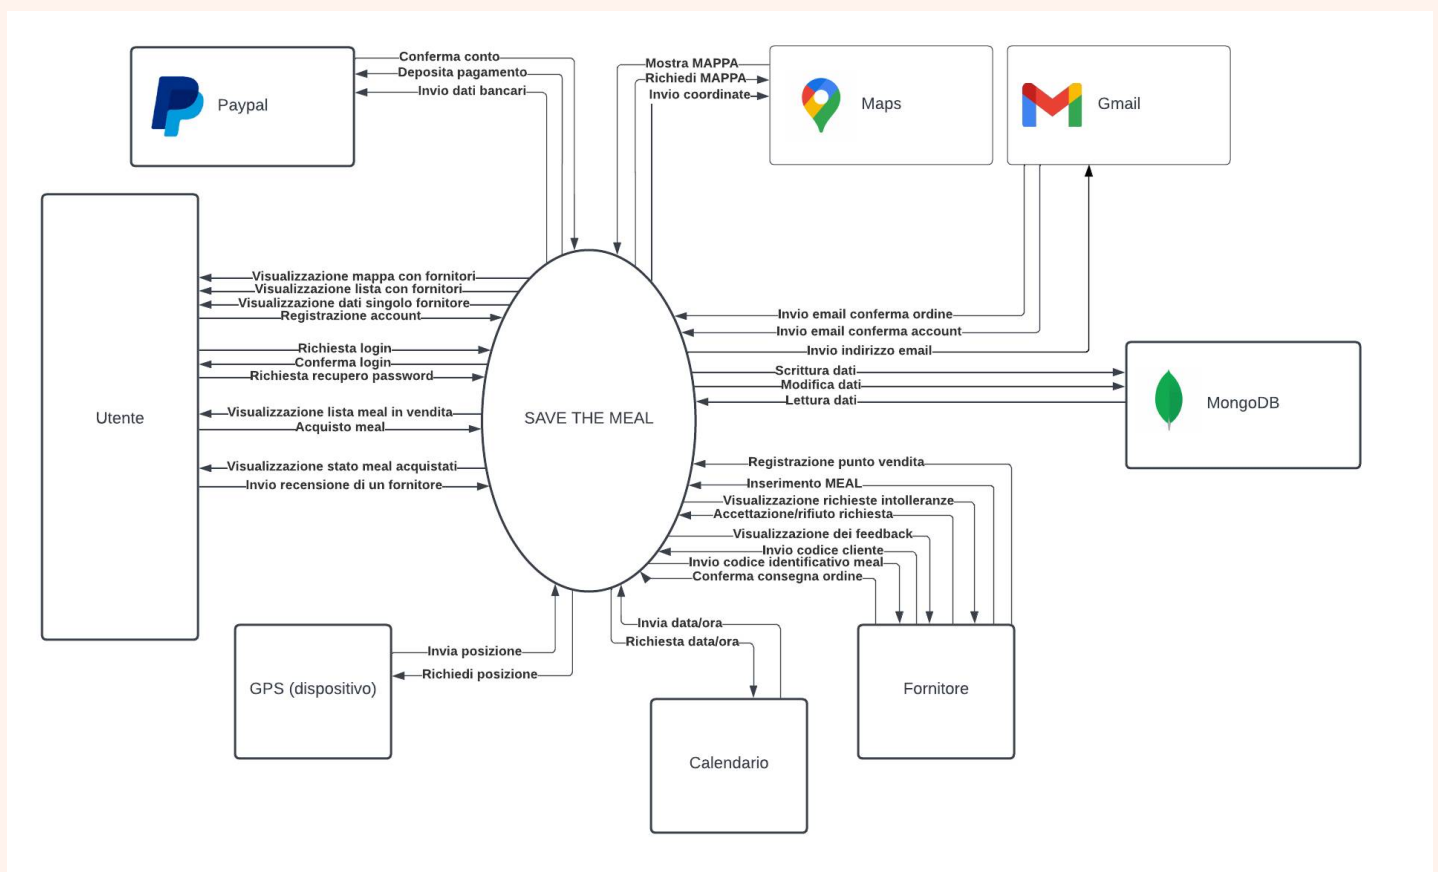 Conferma conto
Deposita pagamento
Invio dati bancari
Paypal
Mostra MAPPA
Richiedi MAPPA
Invio coordinate
Maps
Gmail
Visualizzazione mappa con fornitori
Visualizzazione lista con fornitori
Visualizzazione dati singolo fornitore
Registrazione account
Richiesta login
Conferma login
Richiesta recupero password
Visualizzazione lista meal in vendita
Acquisto meal
Visualizzazione stato meal acquistati
Invio recensione di un fornitore
Utente
SAVE THE MEAL
Invio email conferma ordine
Invio email conferma account
Invio indirizzo email
Scrittura dati
Modifica dati
Lettura dati
MongoDB
Registrazione punto vendita
Inserimento MEAL
Visualizzazione richieste intolleranze
Accettazione/rifiuto richiesta
Visualizzazione dei feedback
Invio codice cliente
Invio codice identificativo meal
Conferma consegna ordine
Invia posizione
Richiedi posizione
GPS (dispositivo)
Invia data/ora
Richiesta data/ora
Calendario
Fornitore